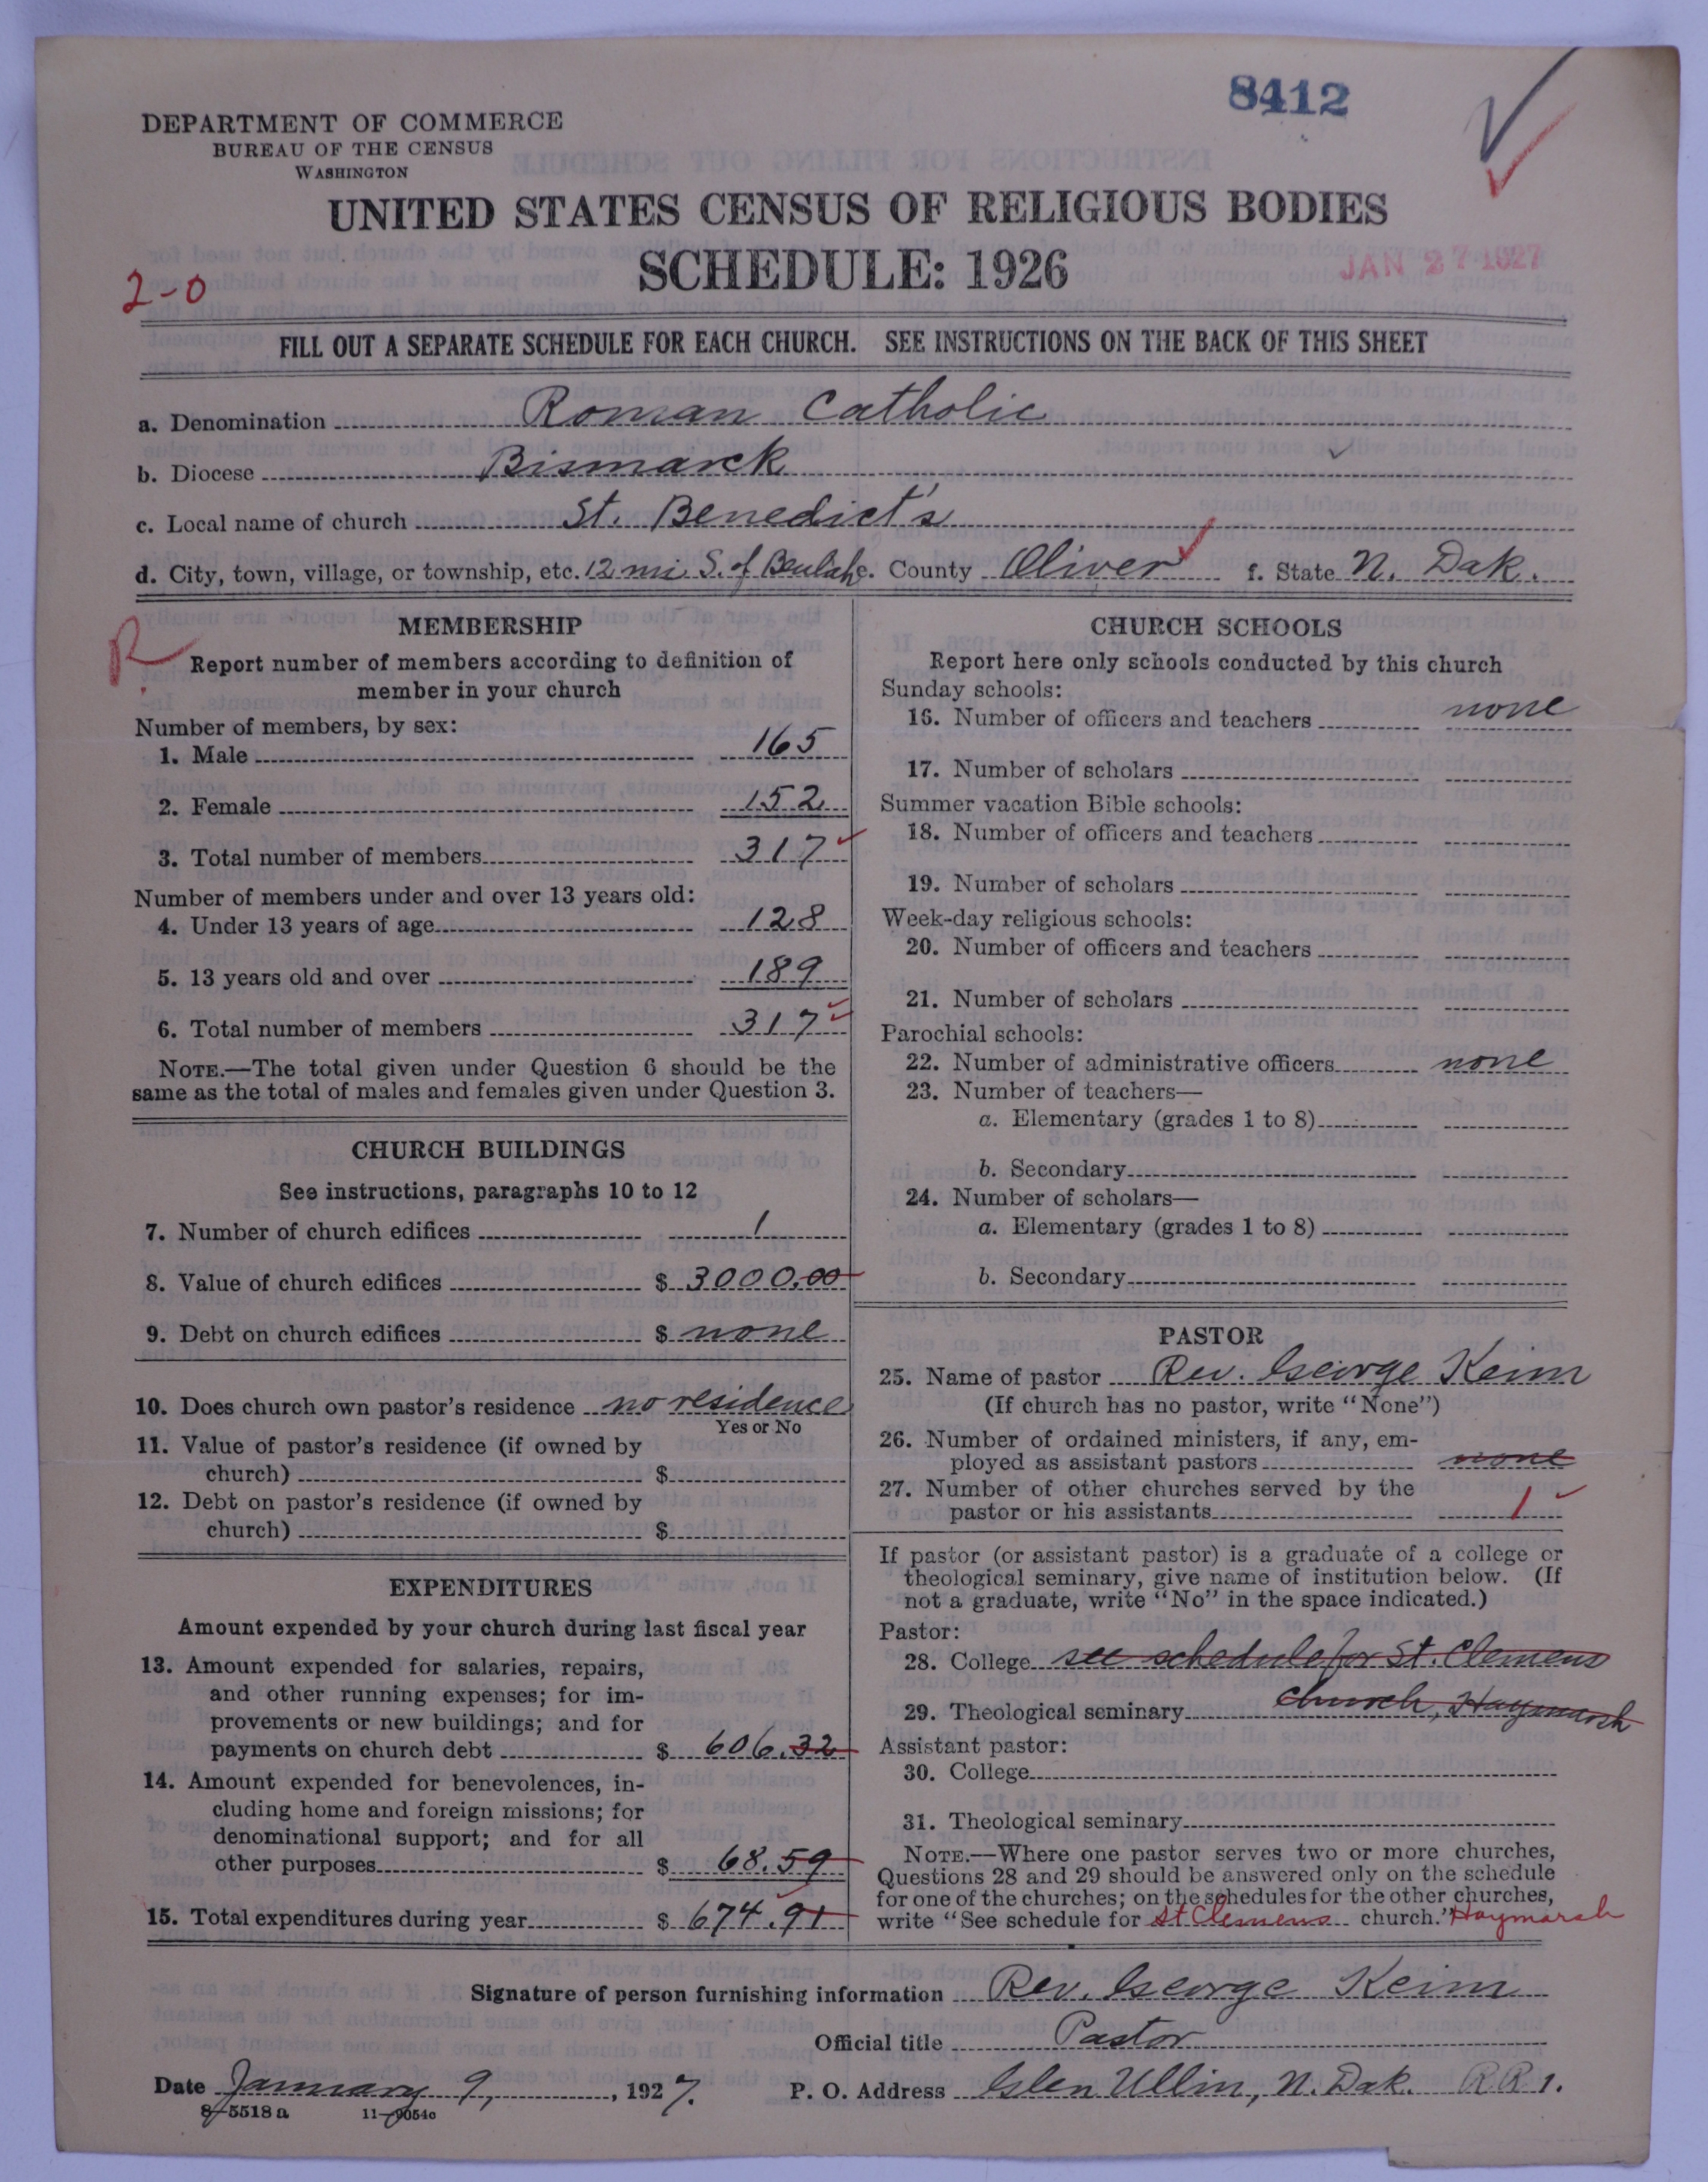 8412
DEPARTMENT OF COMMERCE
BUREAU OF THE CENSUS
WASHINGTON
UNITED STATES CENSUS OF RELIGIOUS BODIES
SCHEDULE: 1926
JAN 27 1927
2-0
FILL OUT A SEPARATE SCHEDULE FOR EACH CHURCH. SEE INSTRUCTIONS ON THE BACK OF THIS SHEET
a. Denomination Roman Catholic
b. Diocese Bismarck
c. Local name of church St. Benedict's
d. City, town, village, or township, etc. 12 mi S. of Beulah e. County Oliver f. State N. Dak.
R
MEMBERSHIP
Report number of members according to definition of
member in your church
Number of members, by sex:
1. Male 165
2. Female 152
3. Total number of members 317
Number of members under and over 13 years old:
4. Under 13 years of age 128
5. 13 years old and over 189
6. Total number of members 317
NOTE.—The total given under Question 6 should be the
same as the total of males and females given under Question 3.
CHURCH BUILDINGS
See instructions, paragraphs 10 to 12
7. Number of church edifices 1
8. Value of church edifices $ 3000.00
9. Debt on church edifices $ none
10. Does church own pastor's residence no residence
Yes or No
11. Value of pastor's residence (if owned by
church) $
12. Debt on pastor's residence (if owned by
church) $
EXPENDITURES
Amount expended by your church during last fiscal year
13. Amount expended for salaries, repairs,
and other running expenses; for im-
provements or new buildings; and for
payments on church debt $ 606.32
14. Amount expended for benevolences, in-
cluding home and foreign missions; for
denominational support; and for all
other purposes $ 68.59
15. Total expenditures during year $ 674.91
CHURCH SCHOOLS
Report here only schools conducted by this church
Sunday schools:
16. Number of officers and teachers none
17. Number of scholars
Summer vacation Bible schools:
18. Number of officers and teachers
19. Number of scholars
Week-day religious schools:
20. Number of officers and teachers
21. Number of scholars
Parochial schools:
22. Number of administrative officers none
23. Number of teachers—
a. Elementary (grades 1 to 8)
b. Secondary
24. Number of scholars—
a. Elementary (grades 1 to 8)
b. Secondary
PASTOR
25. Name of pastor Rev. George Keim
(If church has no pastor, write "None")
26. Number of ordained ministers, if any, em-
ployed as assistant pastors none
27. Number of other churches served by the
pastor or his assistants 1
If pastor (or assistant pastor) is a graduate of a college or
theological seminary, give name of institution below. (If
not a graduate, write "No" in the space indicated.)
Pastor:
28. College see schedule for St. Clemens
29. Theological seminary church, Haymarsh
Assistant pastor:
30. College
31. Theological seminary
NOTE.—Where one pastor serves two or more churches,
Questions 28 and 29 should be answered only on the schedule
for one of the churches; on the schedules for the other churches,
write "See schedule for St Clemens church." Haymarsh
Signature of person furnishing information Rev. George Keim
Official title Pastor
Date January 9, 1927. P. O. Address Glen Ullin, N. Dak. RR 1.
8-5518 a 11-9054c